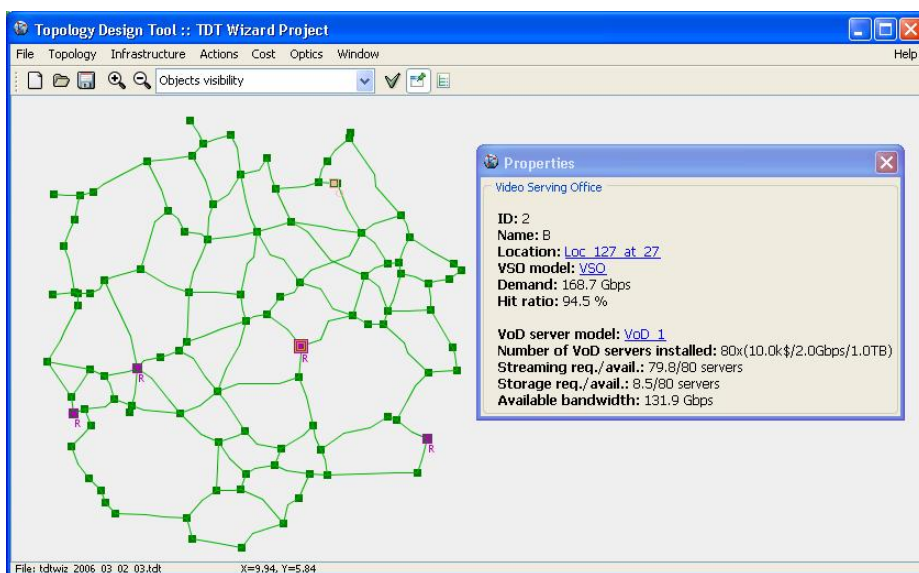 Topology Design Tool :: TDT Wizard Project
File Topology Infrastructure Actions Cost Optics Window Help
Objects visibility
Properties
Video Serving Office
ID: 2
Name: B
Location: Loc_127_at_27
VSO model: VSO
Demand: 168.7 Gbps
Hit ratio: 94.5 %
VoD server model: VoD_1
Number of VoD servers installed: 80x(10.0k$/2.0Gbps/1.0TB)
Streaming req./avail.: 79.8/80 servers
Storage req./avail.: 8.5/80 servers
Available bandwidth: 131.9 Gbps
R
R
R
R
File: tdtwiz_2006_03_03.tdt X=9.94, Y=5.84